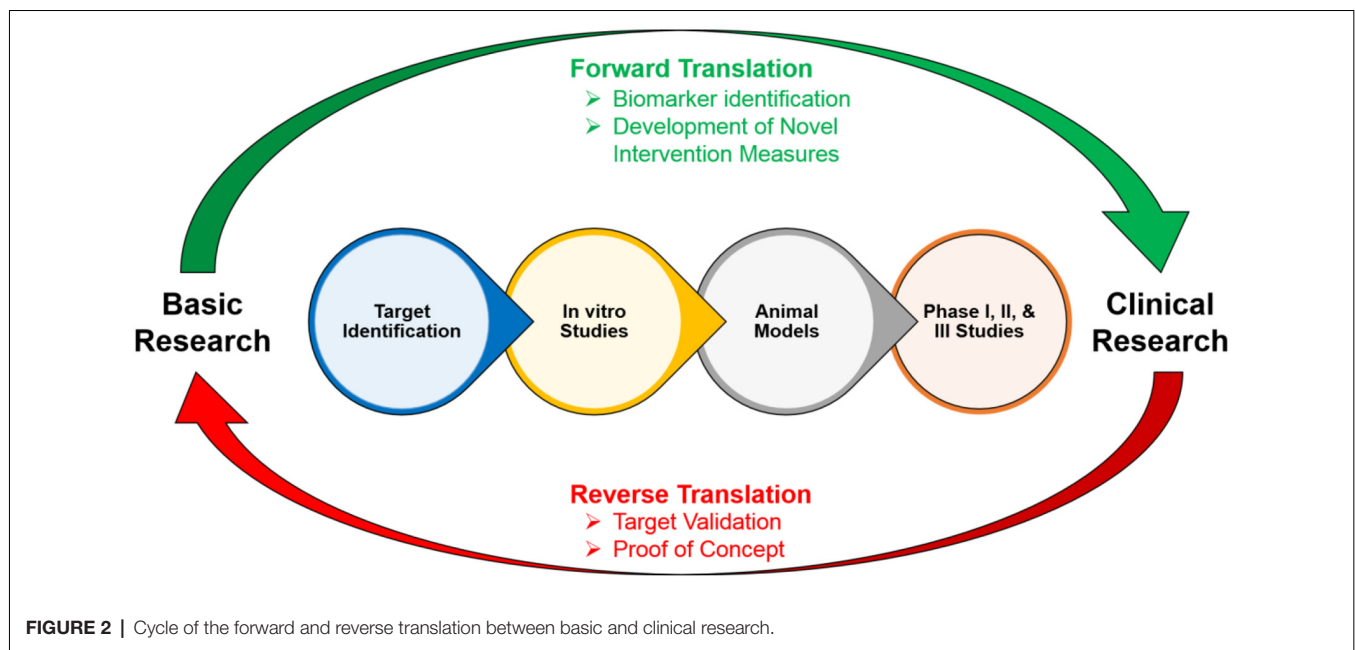 Forward Translation
➢ Biomarker identification
➢ Development of Novel
Intervention Measures
Basic
Research
Target
Identification
In vitro
Studies
Animal
Models
Phase I, II, &
III Studies
Clinical
Research
Reverse Translation
➢ Target Validation
➢ Proof of Concept
FIGURE 2 | Cycle of the forward and reverse translation between basic and clinical research.